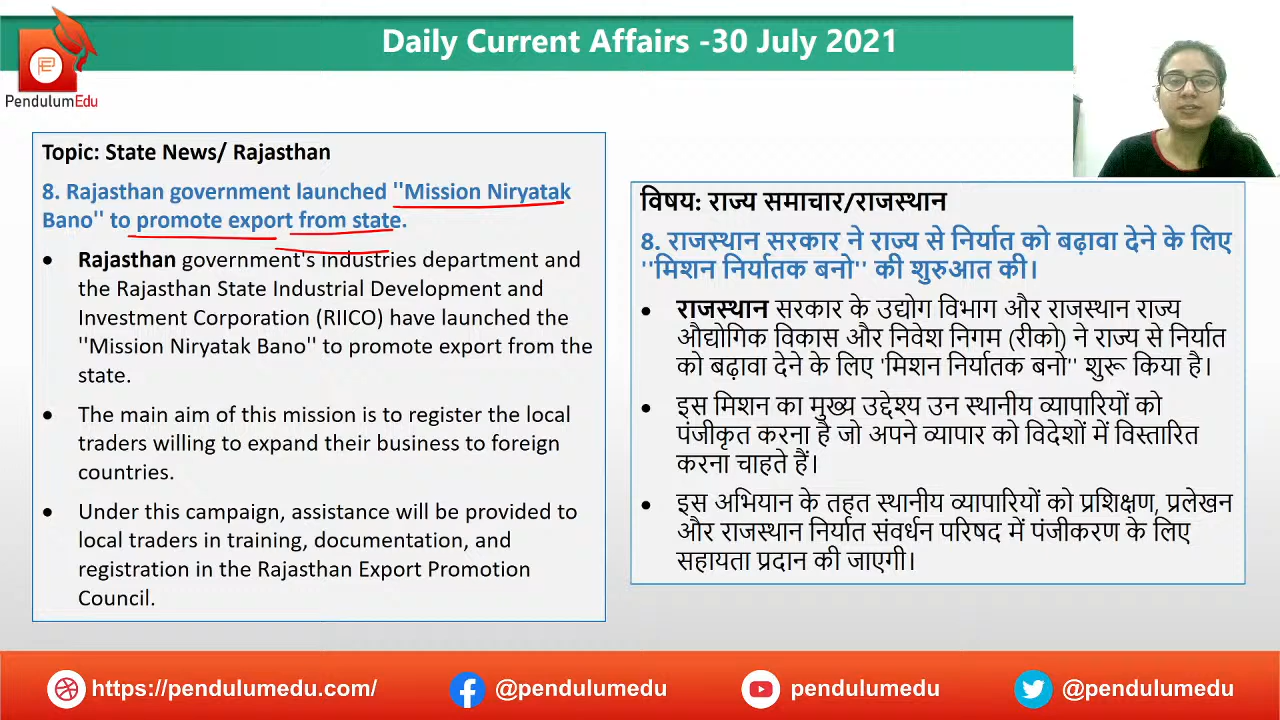 Daily Current Affairs -30 July 2021
PendulumEdu
Topic: State News/ Rajasthan
8. Rajasthan government launched ''Mission Niryatak
Bano'' to promote export from state.
• Rajasthan government's industries department and
the Rajasthan State Industrial Development and
Investment Corporation (RIICO) have launched the
''Mission Niryatak Bano'' to promote export from the
state.
• The main aim of this mission is to register the local
traders willing to expand their business to foreign
countries.
• Under this campaign, assistance will be provided to
local traders in training, documentation, and
registration in the Rajasthan Export Promotion
Council.
विषय: राज्य समाचार/राजस्थान
8. राजस्थान सरकार ने राज्य से निर्यात को बढ़ावा देने के लिए
''मिशन निर्यातक बनो'' की शुरुआत की।
• राजस्थान सरकार के उद्योग विभाग और राजस्थान राज्य
औद्योगिक विकास और निवेश निगम (रीको) ने राज्य से निर्यात
को बढ़ावा देने के लिए 'मिशन निर्यातक बनो'' शुरू किया है।
• इस मिशन का मुख्य उद्देश्य उन स्थानीय व्यापारियों को
पंजीकृत करना है जो अपने व्यापार को विदेशों में विस्तारित
करना चाहते हैं।
• इस अभियान के तहत स्थानीय व्यापारियों को प्रशिक्षण, प्रलेखन
और राजस्थान निर्यात संवर्धन परिषद में पंजीकरण के लिए
सहायता प्रदान की जाएगी।
https://pendulumedu.com/
@pendulumedu
pendulumedu
@pendulumedu